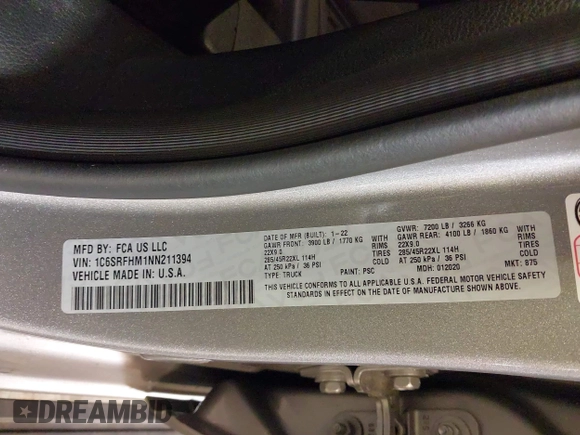 MFD BY: FCA US LLC
VIN: 1C6SRFHM1NN211394
VEHICLE MADE IN: U.S.A.
DATE OF MFR (BUILT): 1-22
GAWR FRONT: 3900 LB / 1770 KG
22X9.0 RIMS
285/45R22XL 114H TIRES
AT 250 kPa / 36 PSI COLD
TYPE: TRUCK PAINT: PSC
GVWR: 7200 LB / 3266 KG
GAWR REAR: 4100 LB / 1860 KG
22X9.0 RIMS
285/45R22XL 114H TIRES
AT 250 kPa / 36 PSI COLD
MDH: 012020 MKT: 875
THIS VEHICLE CONFORMS TO ALL APPLICABLE U.S.A. FEDERAL MOTOR VEHICLE SAFETY
STANDARDS IN EFFECT ON THE DATE OF MANUFACTURE SHOWN ABOVE.
DREAMBID